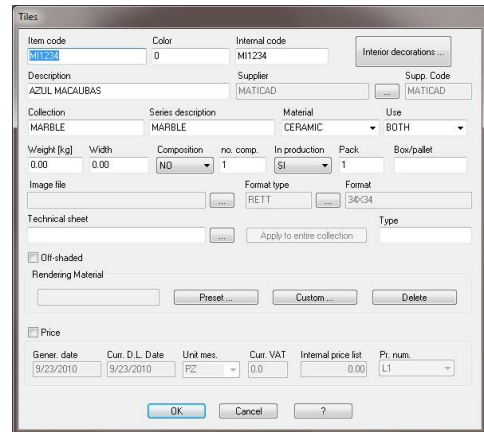 Tiles
Item code Color Internal code
MI1234 0 MI1234 Interior decorations ...
Description Supplier Supp. Code
AZUL MACAUBAS MATICAD ... MATICAD
Collection Series description Material Use
MARBLE MARBLE CERAMIC BOTH
Weight [kg] Width Composition no. comp. In production Pack Box/pallet
0.00 0.00 NO 1 SI 1
Image file Format type Format
... RETT ... 34X34
Technical sheet Type
... Apply to entire collection
Off-shaded
Rendering Material
Preset ... Custom ... Delete
Price
Gener. date Curr. D.L. Date Unit mes. Curr. VAT Internal price list Pr. num.
9/23/2010 9/23/2010 PZ 0.0 0.00 L1
OK Cancel ?